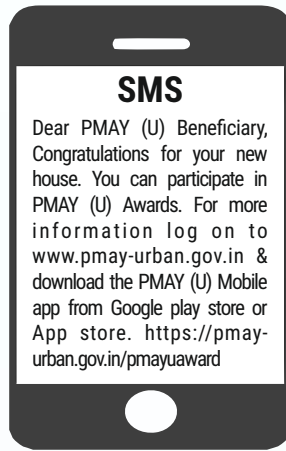 SMS
Dear PMAY (U) Beneficiary,
Congratulations for your new
house. You can participate in
PMAY (U) Awards. For more
information log on to
www.pmay-urban.gov.in &
download the PMAY (U) Mobile
app from Google play store or
App store. https://pmay-
urban.gov.in/pmayuaward